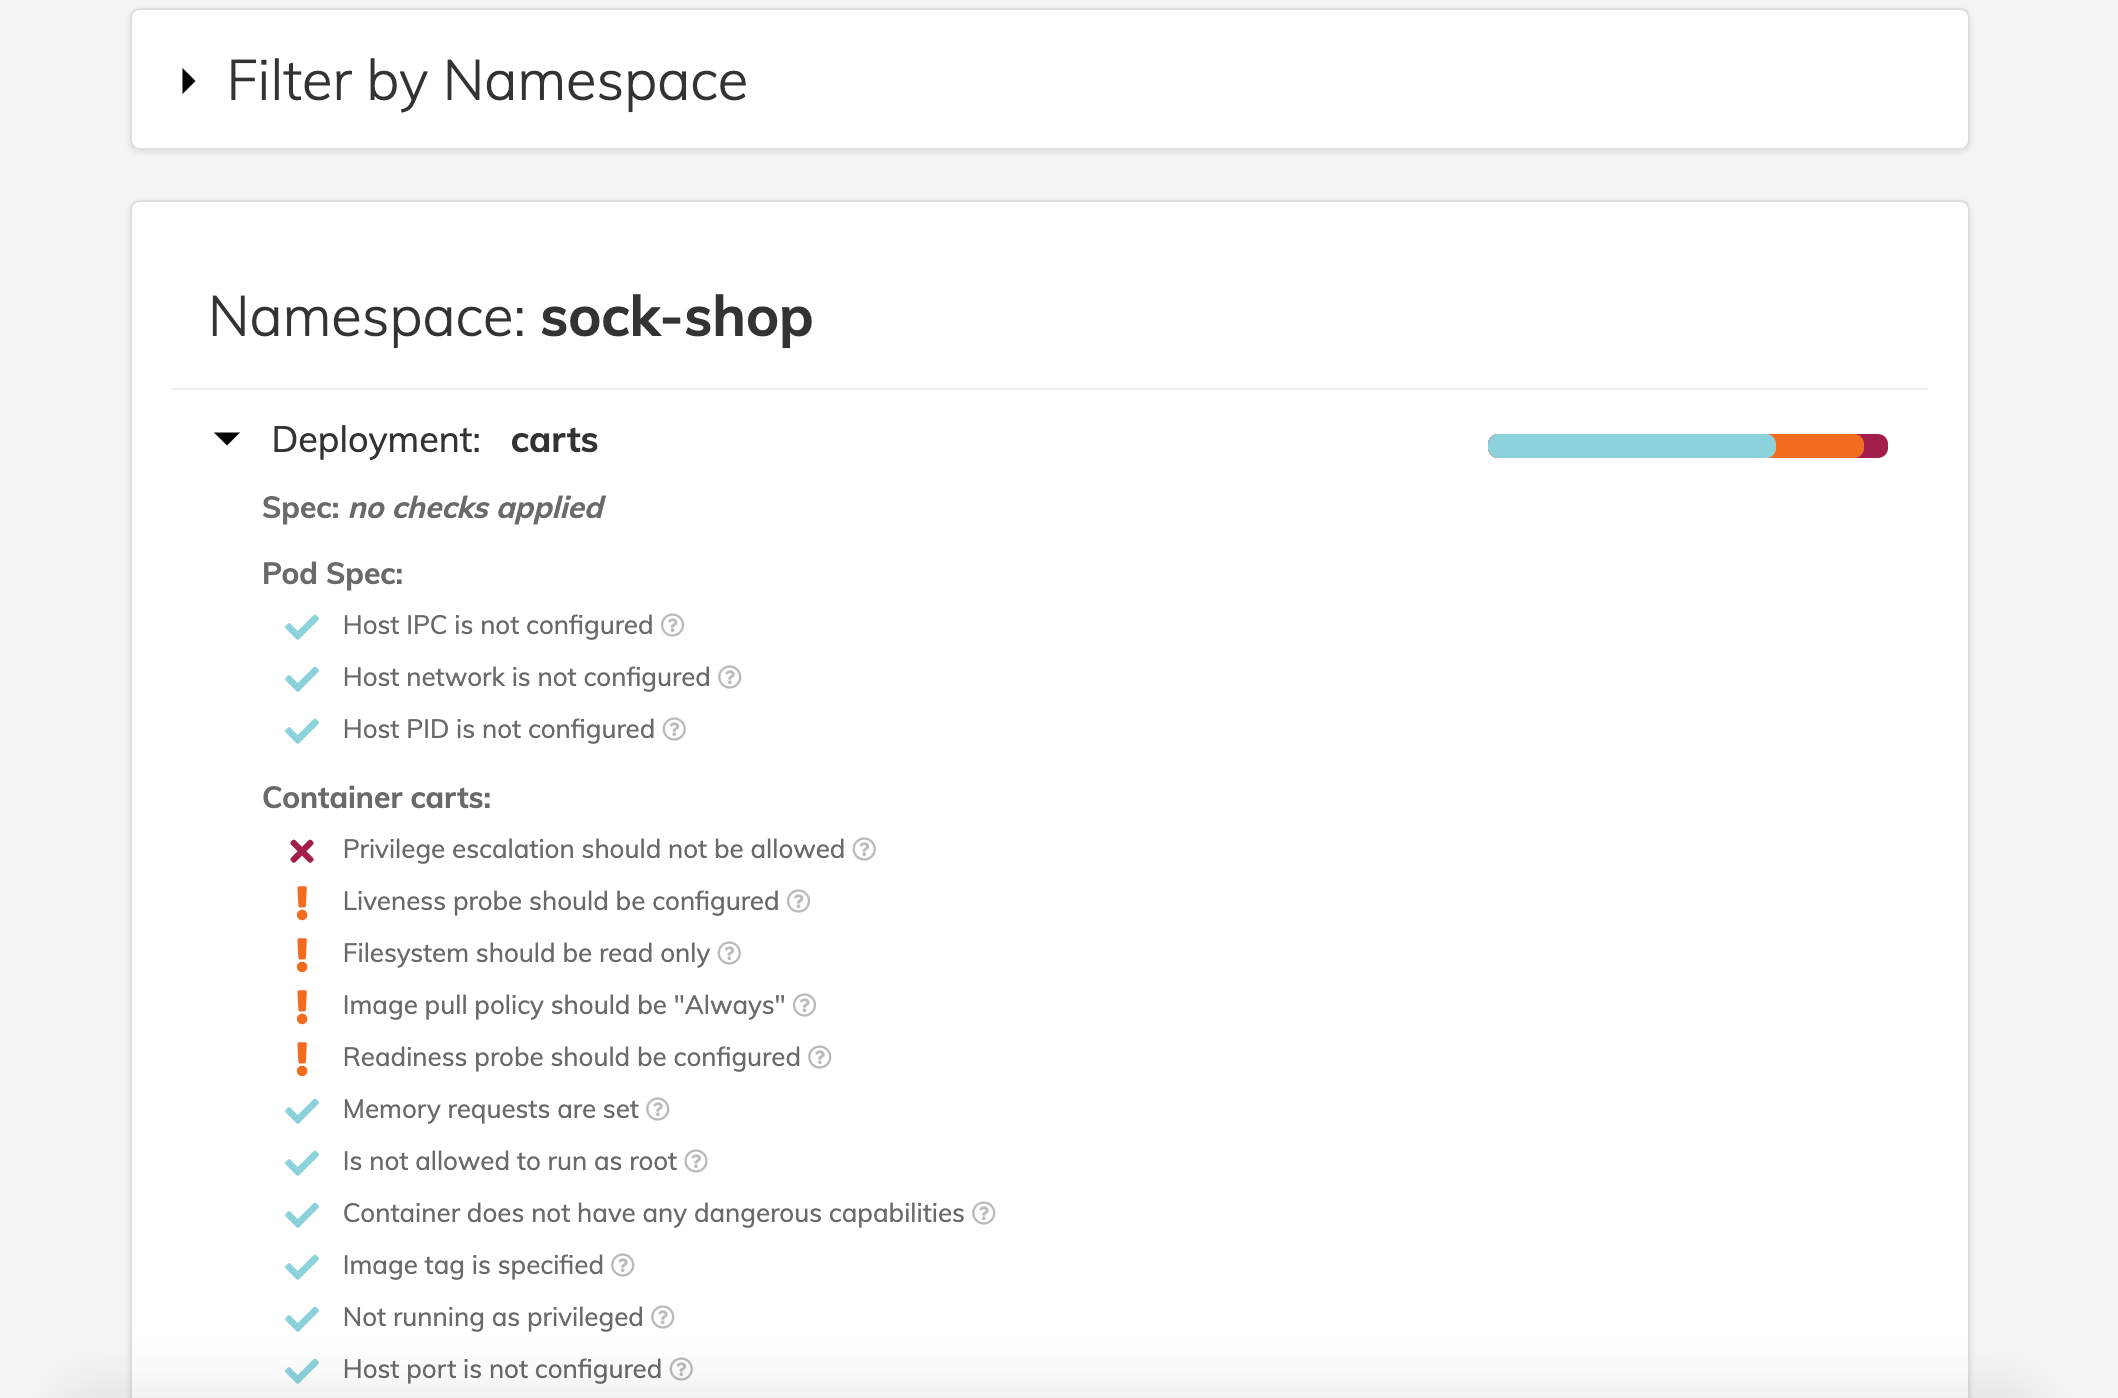 Filter by Namespace
Namespace: sock-shop
Deployment: carts
Spec: no checks applied
Pod Spec:
Host IPC is not configured ?
Host network is not configured ?
Host PID is not configured ?
Container carts:
Privilege escalation should not be allowed ?
Liveness probe should be configured ?
Filesystem should be read only ?
Image pull policy should be "Always" ?
Readiness probe should be configured ?
Memory requests are set ?
Is not allowed to run as root ?
Container does not have any dangerous capabilities ?
Image tag is specified ?
Not running as privileged ?
Host port is not configured ?